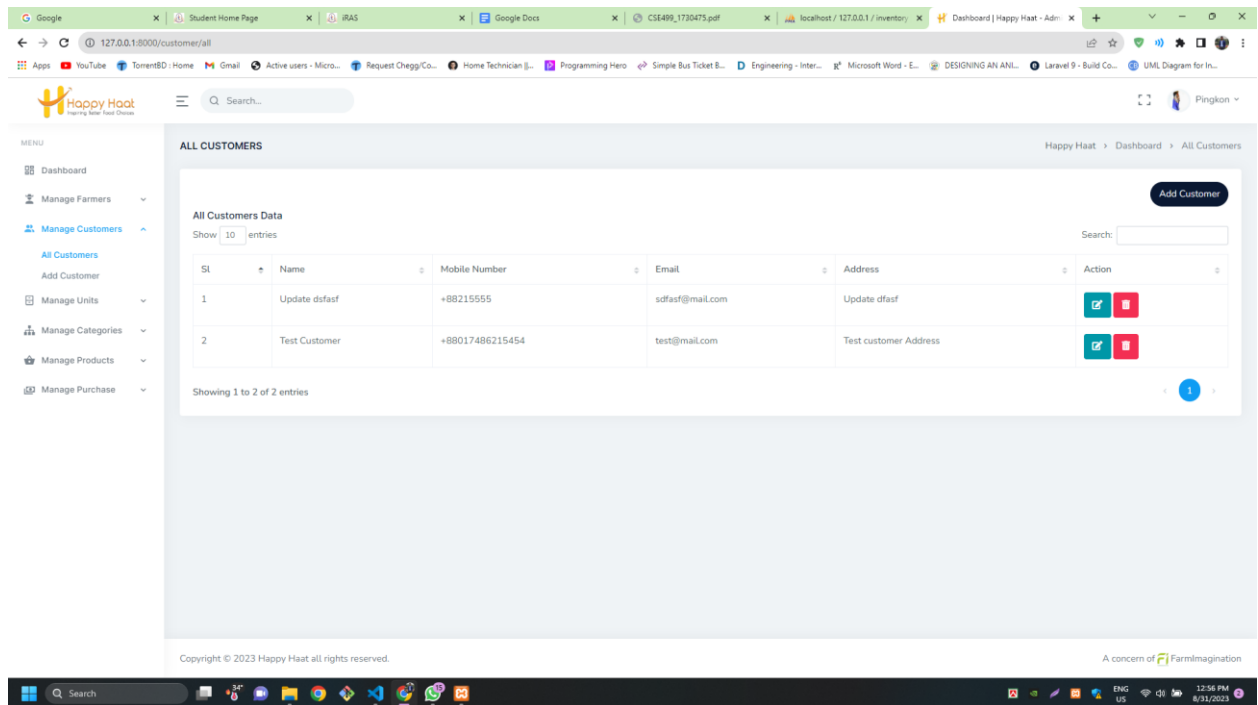 Google
Student Home Page
iRAS
Google Docs
CSE499_1730475.pdf
localhost / 127.0.0.1 / inventory
Dashboard | Happy Haat - Adm
127.0.0.1:8000/customer/all
Apps YouTube TorrentBD : Home Gmail Active users - Micro... Request Chegg/Co... Home Technician ||... Programming Hero Simple Bus Ticket B... Engineering - Inter... Microsoft Word - E... DESIGNING AN ANI... Laravel 9 - Build Co... UML Diagram for In...
Happy Haat
Inspiring Better Food Choices
Search...
Pingkon
MENU
Dashboard
Manage Farmers
Manage Customers
All Customers
Add Customer
Manage Units
Manage Categories
Manage Products
Manage Purchase
ALL CUSTOMERS
Happy Haat > Dashboard > All Customers
Add Customer
All Customers Data
Show 10 entries
Search:
Sl Name Mobile Number Email Address Action
1 Update dsfasf +88215555 sdfasf@mail.com Update dfasf
2 Test Customer +88017486215454 test@mail.com Test customer Address
Showing 1 to 2 of 2 entries
1
Copyright © 2023 Happy Haat all rights reserved.
A concern of FarmImagination
Search
34°
15
ENG
US
12:56 PM
8/31/2023
2